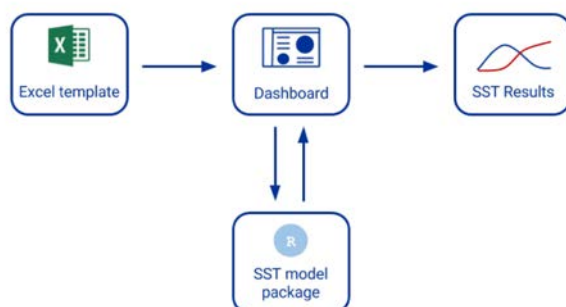 X
Excel template
Dashboard
SST Results
R
SST model
package